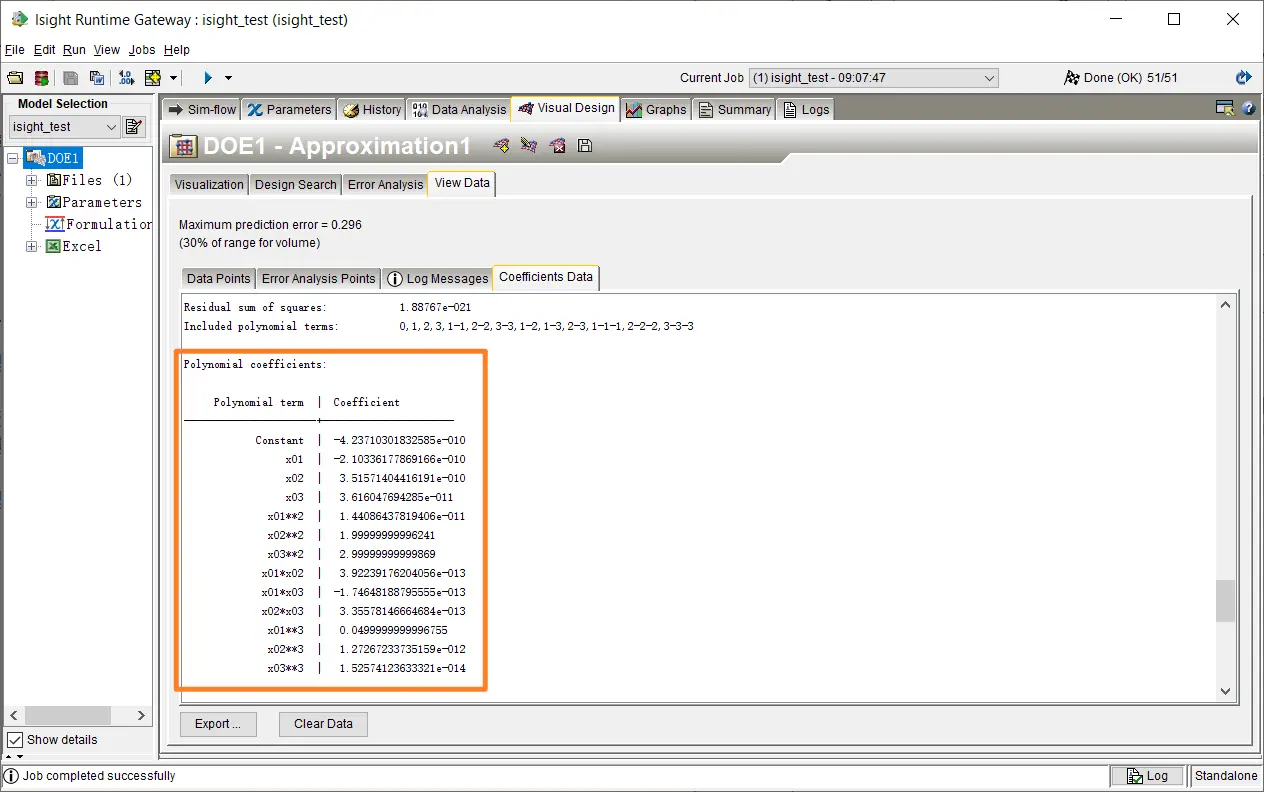 Isight Runtime Gateway : isight_test (isight_test)
File Edit Run View Jobs Help
Current Job (1) isight_test - 09:07:47 Done (OK) 51/51
Model Selection
isight_test
DOE1
Files (1)
Parameters
Formulation
Excel
Show details
Sim-flow Parameters History Data Analysis Visual Design Graphs Summary Logs
DOE1 - Approximation1
Visualization Design Search Error Analysis View Data
Maximum prediction error = 0.296
(30% of range for volume)
Data Points Error Analysis Points Log Messages Coefficients Data
Residual sum of squares: 1.88767e-021
Included polynomial terms: 0, 1, 2, 3, 1-1, 2-2, 3-3, 1-2, 1-3, 2-3, 1-1-1, 2-2-2, 3-3-3
Polynomial coefficients:
Polynomial term | Coefficient
Constant | -4.23710301832585e-010
x01 | -2.10336177869166e-010
x02 | 3.51571404416191e-010
x03 | 3.616047694285e-011
x01**2 | 1.44086437819406e-011
x02**2 | 1.99999999996241
x03**2 | 2.99999999999869
x01*x02 | 3.92239176204056e-013
x01*x03 | -1.74648188795555e-013
x02*x03 | 3.35578146664684e-013
x01**3 | 0.0499999999996755
x02**3 | 1.27267233735159e-012
x03**3 | 1.52574123633321e-014
Export ... Clear Data
Job completed successfully
Log Standalone